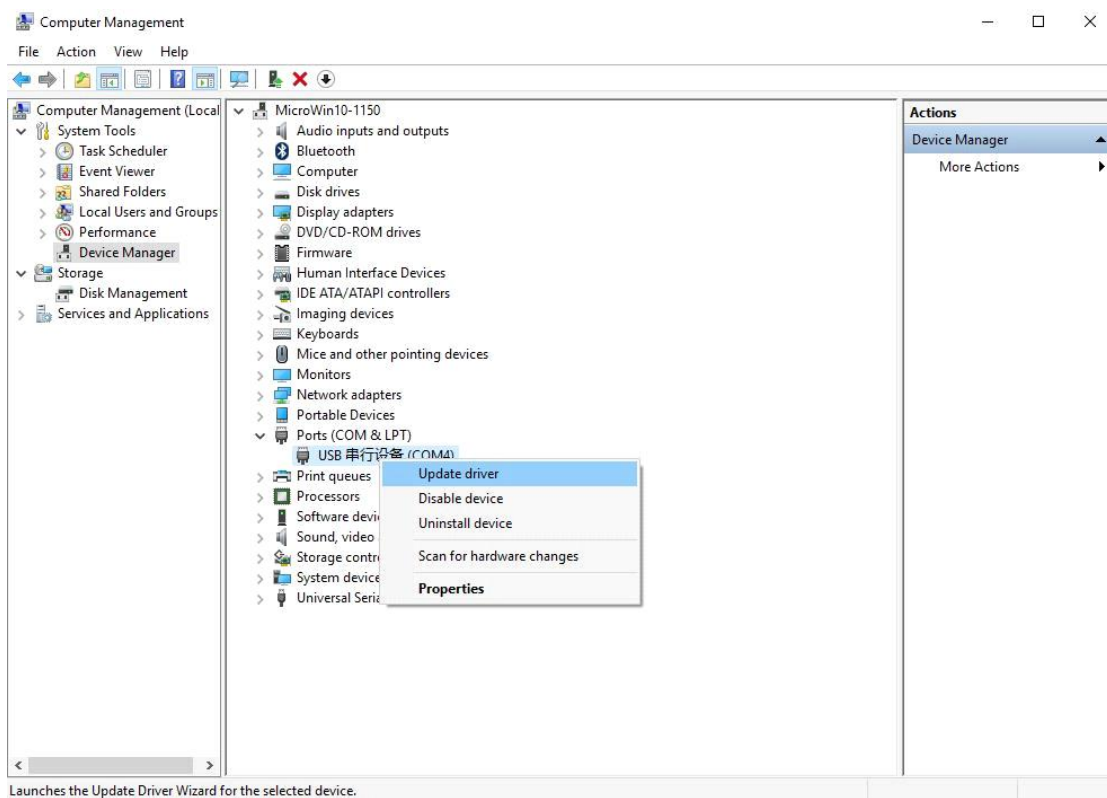 Computer Management
File Action View Help
Computer Management (Local
System Tools
Task Scheduler
Event Viewer
Shared Folders
Local Users and Groups
Performance
Device Manager
Storage
Disk Management
Services and Applications
MicroWin10-1150
Audio inputs and outputs
Bluetooth
Computer
Disk drives
Display adapters
DVD/CD-ROM drives
Firmware
Human Interface Devices
IDE ATA/ATAPI controllers
Imaging devices
Keyboards
Mice and other pointing devices
Monitors
Network adapters
Portable Devices
Ports (COM & LPT)
USB 串行设备 (COM4)
Print queues
Processors
Software devi
Sound, video
Storage contr
System device
Universal Seria
Update driver
Disable device
Uninstall device
Scan for hardware changes
Properties
Actions
Device Manager
More Actions
Launches the Update Driver Wizard for the selected device.